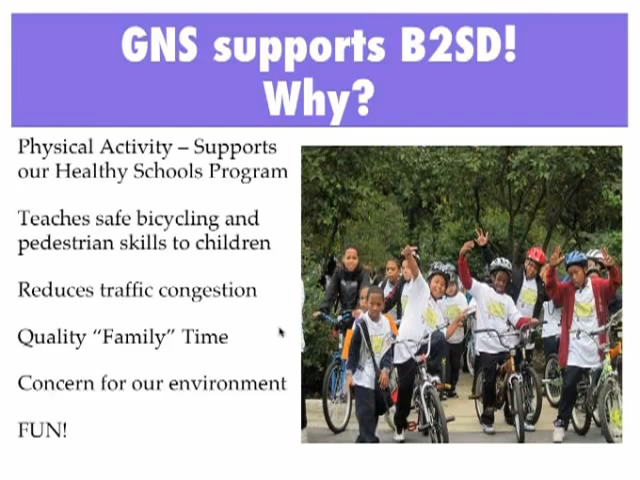 GNS supports B2SD!
Why?
Physical Activity – Supports
our Healthy Schools Program
Teaches safe bicycling and
pedestrian skills to children
Reduces traffic congestion
Quality “Family” Time
Concern for our environment
FUN!